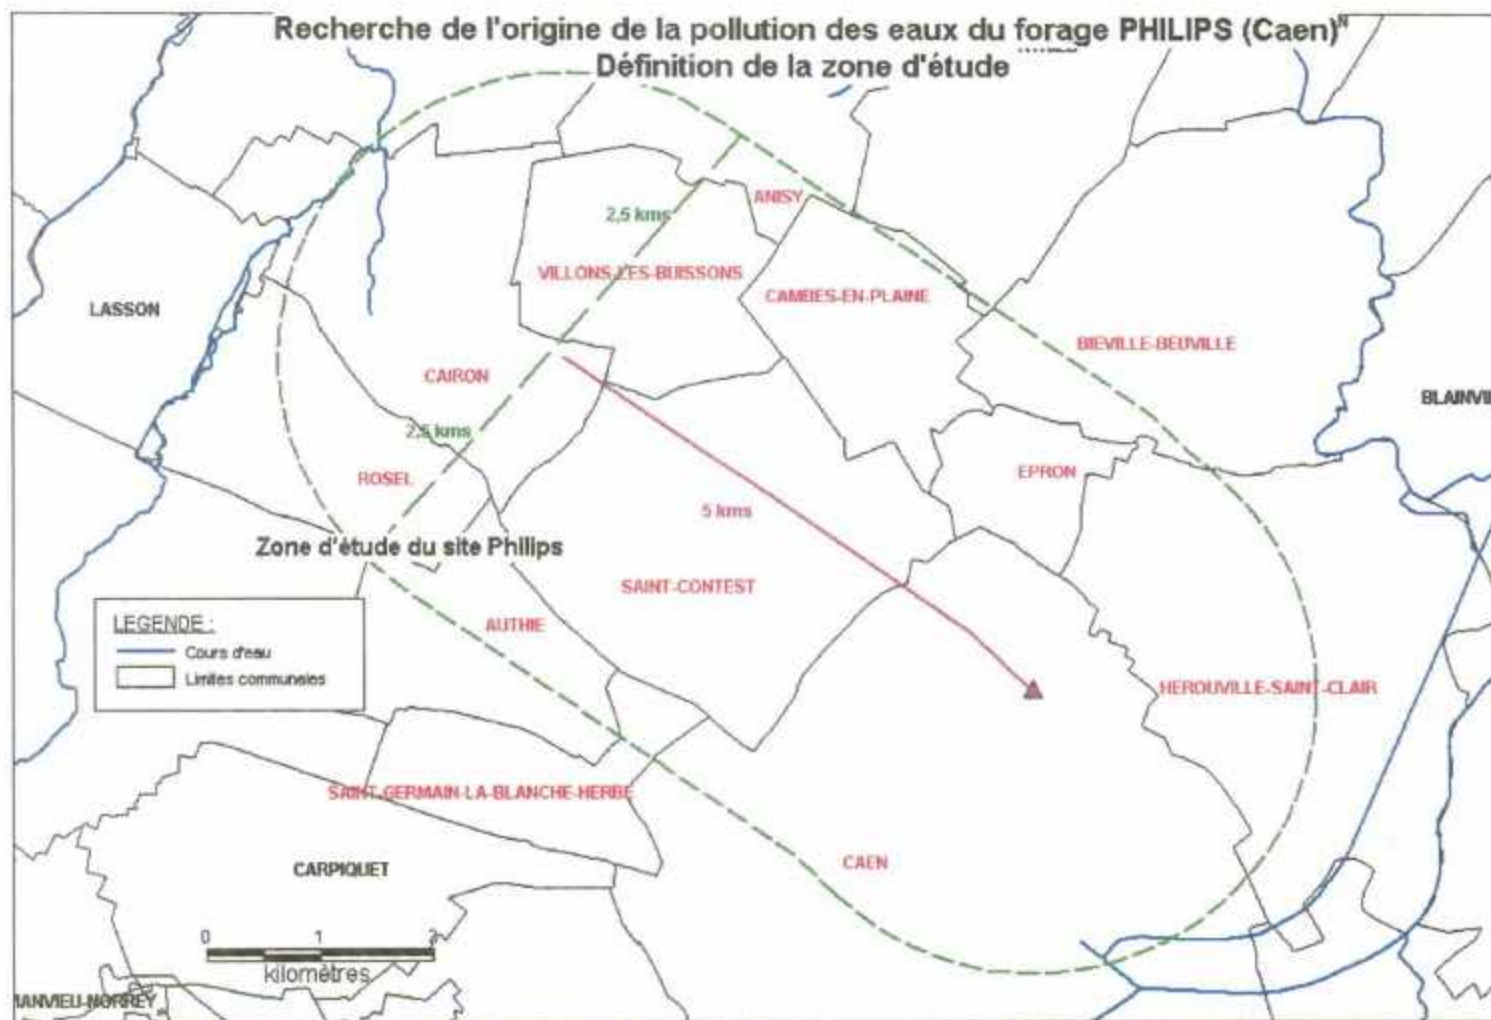 Recherche de l'origine de la pollution des eaux du forage PHILIPS (Caen)
N
Définition de la zone d'étude
ANISY
2,5 kms
VILLONS-LES-BUISSONS
CAMBES-EN-PLAINE
LASSON
BIEVILLE-BEUVILLE
CAIRON
BLAINVI
2,5 kms
ROSEL
EPRON
5 kms
Zone d'étude du site Philips
SAINT-CONTEST
LEGENDE :
AUTHIE
Cours d'eau
Limites communales
HEROUVILLE-SAINT-CLAIR
SAINT-GERMAIN-LA-BLANCHE-HERBE
CAEN
CARPIQUET
0 1 2
kilomètres
IANVIEU-NORREY